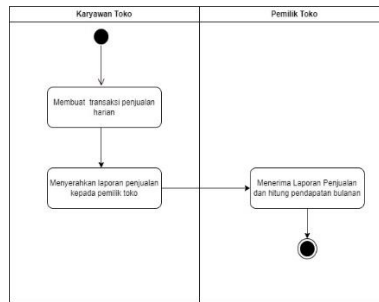 Karyawan Toko
Pemilik Toko
Membuat transaksi penjualan
harian
Menyerahkan laporan penjualan
kepada pemilik toko
Menerima Laporan Penjualan
dan hitung pendapatan bulanan